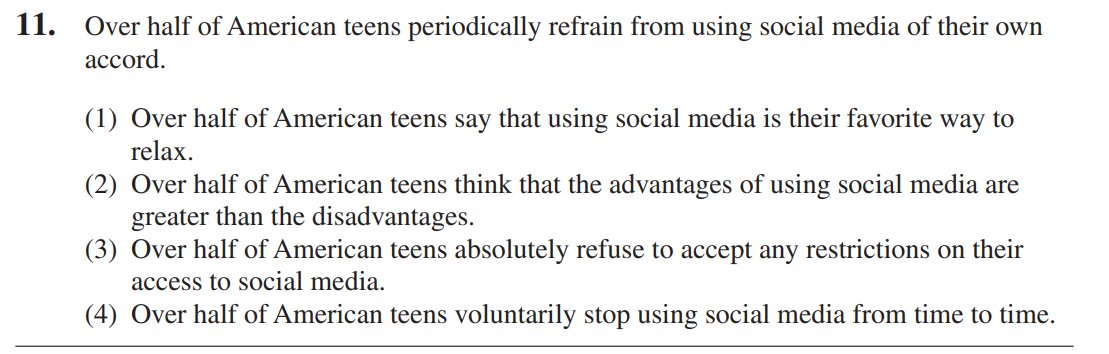 11. Over half of American teens periodically refrain from using social media of their own
accord.
(1) Over half of American teens say that using social media is their favorite way to
relax.
(2) Over half of American teens think that the advantages of using social media are
greater than the disadvantages.
(3) Over half of American teens absolutely refuse to accept any restrictions on their
access to social media.
(4) Over half of American teens voluntarily stop using social media from time to time.